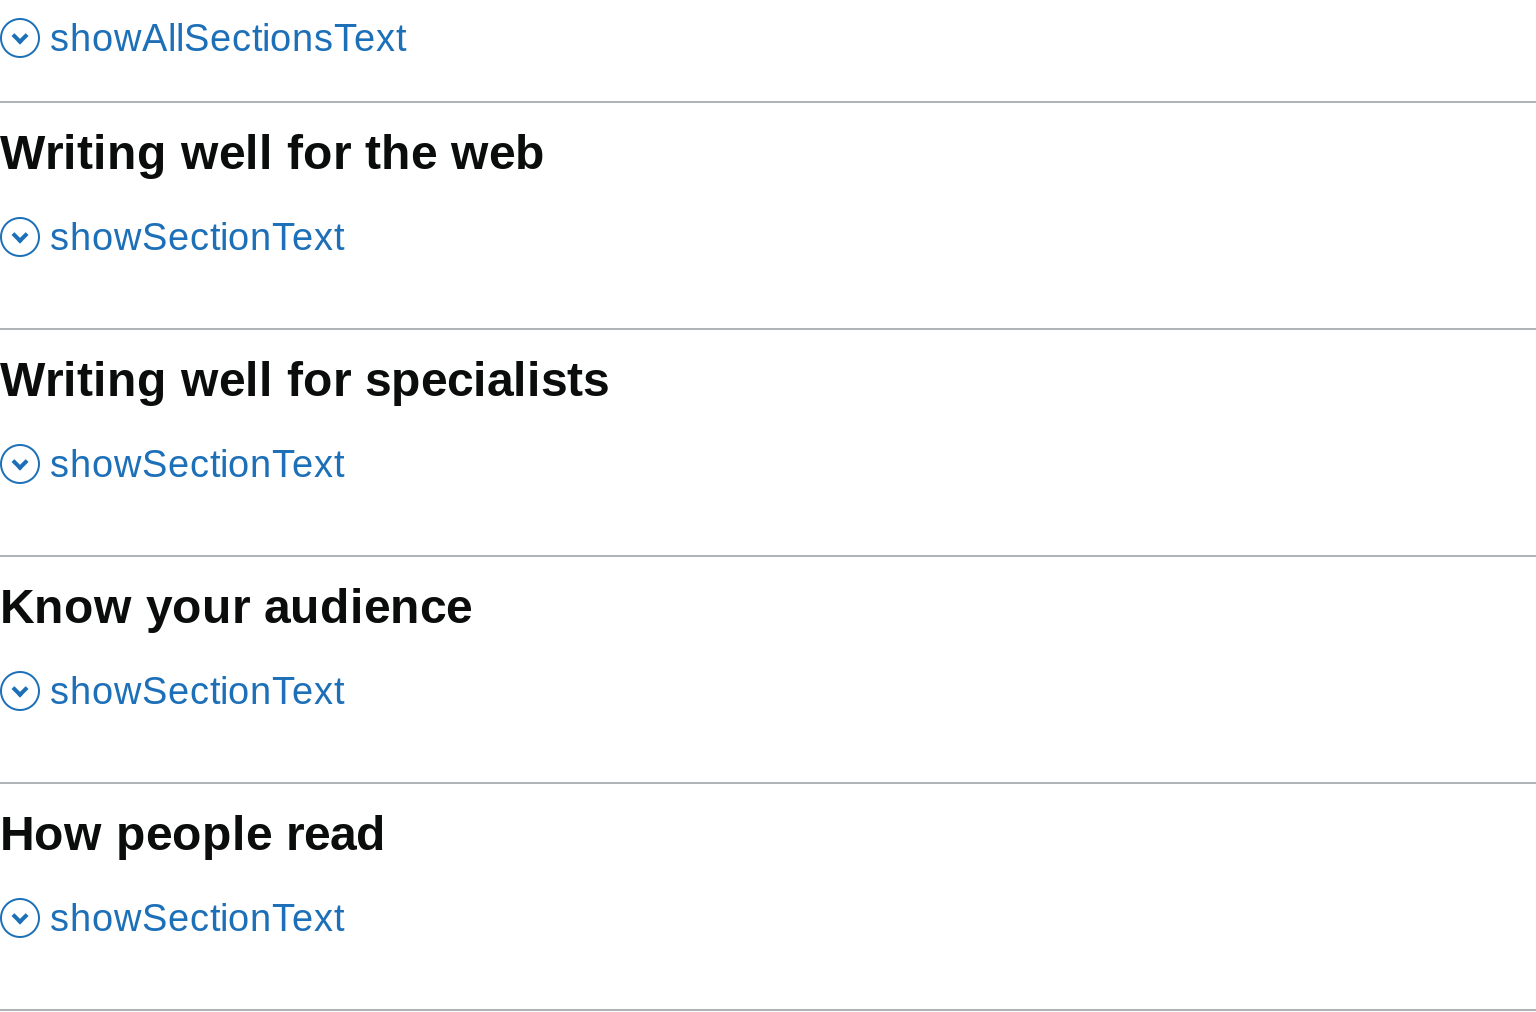 showAllSectionsText
Writing well for the web
showSectionText
Writing well for specialists
showSectionText
Know your audience
showSectionText
How people read
showSectionText